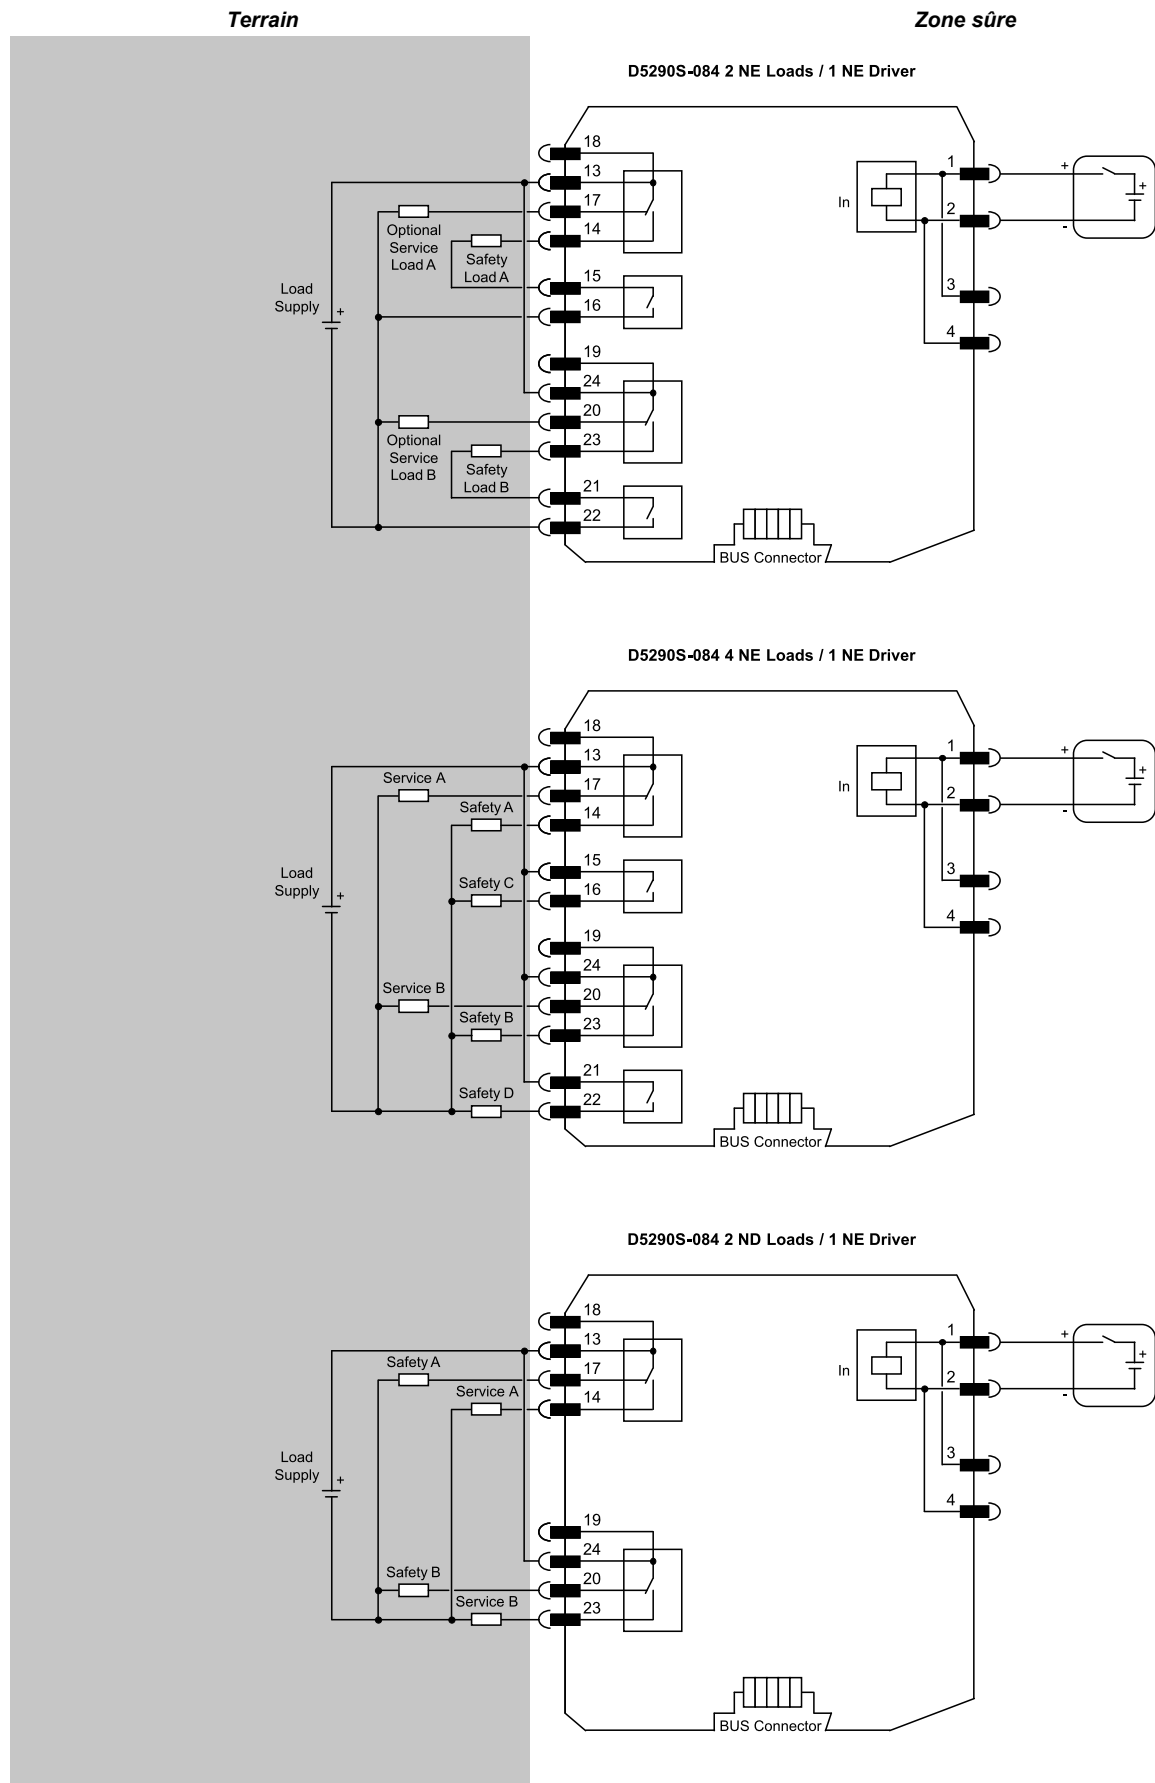 Terrain
Zone sûre
D5290S-084 2 NE Loads / 1 NE Driver
18
13
17
14
15
16
19
24
20
23
21
22
Optional
Service
Load A
Safety
Load A
Load
Supply
+
Optional
Service
Load B
Safety
Load B
In
1
2
3
4
+
-
+
BUS Connector
D5290S-084 4 NE Loads / 1 NE Driver
18
13
17
14
15
16
19
24
20
23
21
22
Service A
Safety A
Safety C
Load
Supply
+
Service B
Safety B
Safety D
In
1
2
3
4
+
-
+
BUS Connector
D5290S-084 2 ND Loads / 1 NE Driver
18
13
17
14
19
24
20
23
Safety A
Service A
Load
Supply
+
Safety B
Service B
In
1
2
3
4
+
-
+
BUS Connector